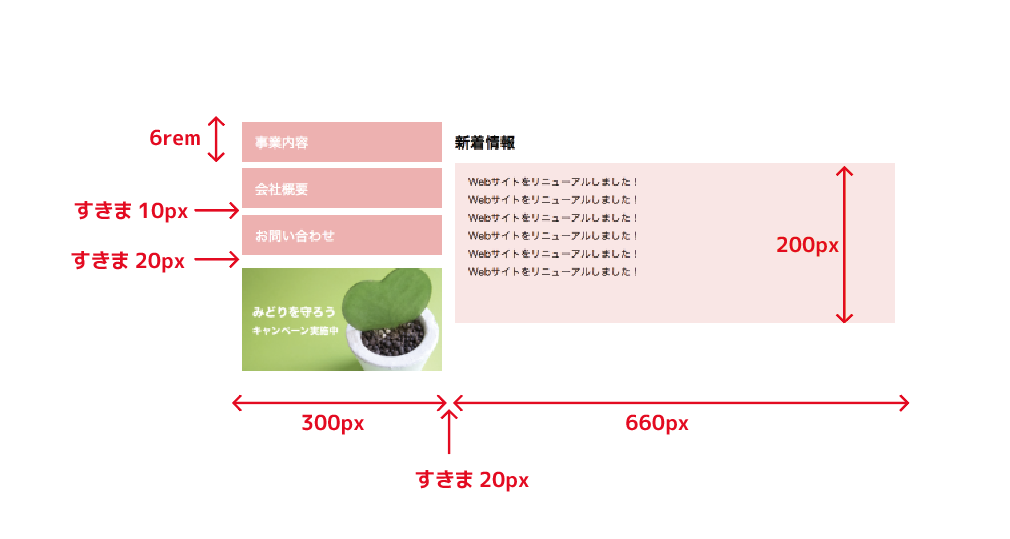 6rem
事業内容
会社概要
すきま 10px
お問い合わせ
すきま 20px
みどりを守ろう
キャンペーン実施中
新着情報
Webサイトをリニューアルしました！
Webサイトをリニューアルしました！
Webサイトをリニューアルしました！
Webサイトをリニューアルしました！
Webサイトをリニューアルしました！
Webサイトをリニューアルしました！
200px
300px
660px
すきま 20px